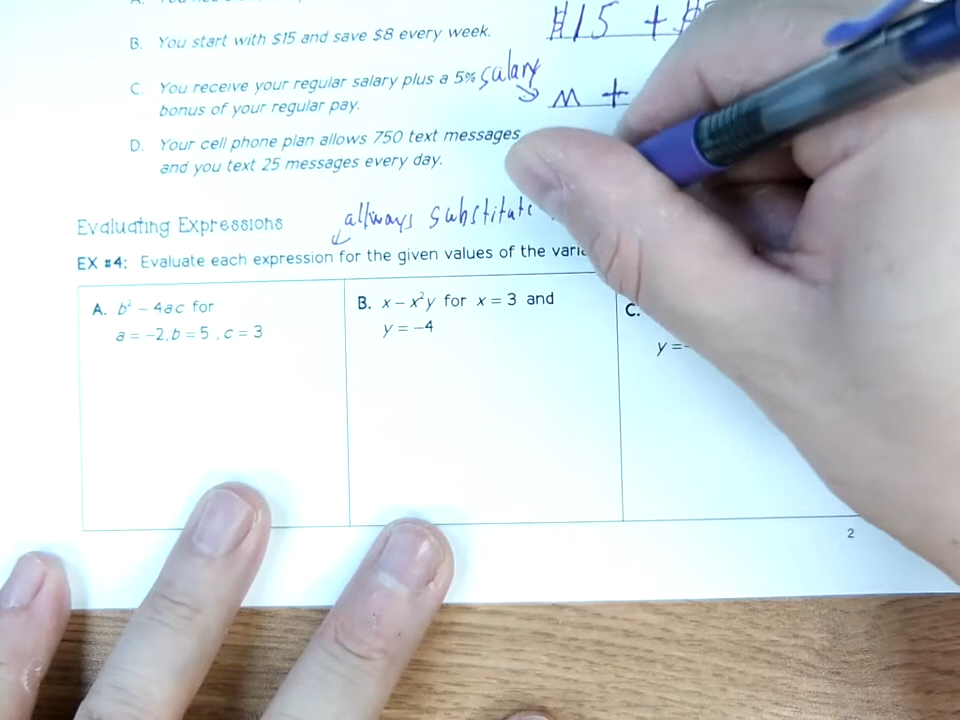 B. You start with $15 and save $8 every week. $15 +
C. You receive your regular salary plus a 5% salary
bonus of your regular pay. M +
D. Your cell phone plan allows 750 text messages
and you text 25 messages every day.
Evaluating Expressions allways substitute
EX #4: Evaluate each expression for the given values of the
A. b² – 4ac for
a = –2, b = 5, c = 3
B. x – x²y for x = 3 and
y = –4
C.
y =
2